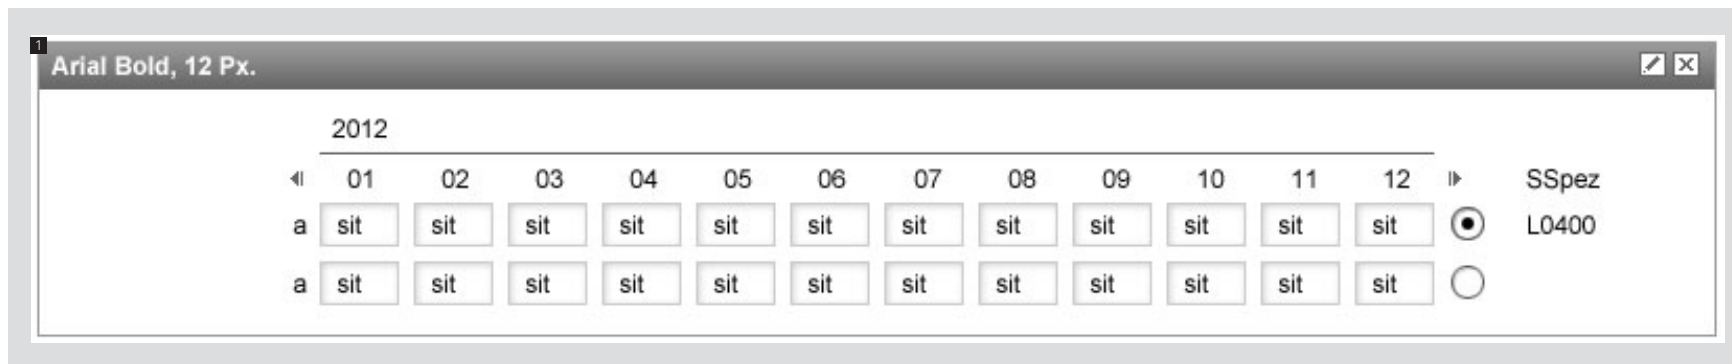 1
Arial Bold, 12 Px.
2012
01 02 03 04 05 06 07 08 09 10 11 12 SSpez
a sit sit sit sit sit sit sit sit sit sit sit sit L0400
a sit sit sit sit sit sit sit sit sit sit sit sit